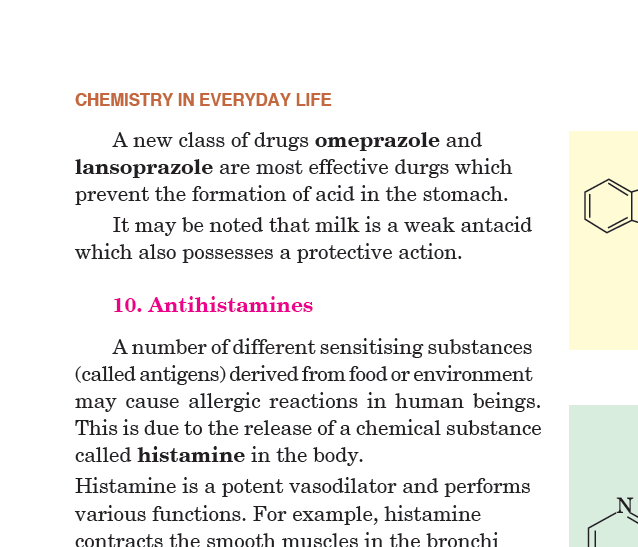 CHEMISTRY IN EVERYDAY LIFE
A new class of drugs omeprazole and
lansoprazole are most effective durgs which
prevent the formation of acid in the stomach.
It may be noted that milk is a weak antacid
which also possesses a protective action.
10. Antihistamines
A number of different sensitising substances
(called antigens) derived from food or environment
may cause allergic reactions in human beings.
This is due to the release of a chemical substance
called histamine in the body.
Histamine is a potent vasodilator and performs
various functions. For example, histamine
contracts the smooth muscles in the bronchi
N